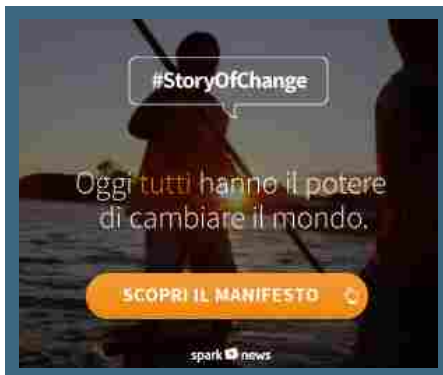 #StoryOfChange
Oggi tutti hanno il potere
di cambiare il mondo.
SCOPRI IL MANIFESTO
spark news